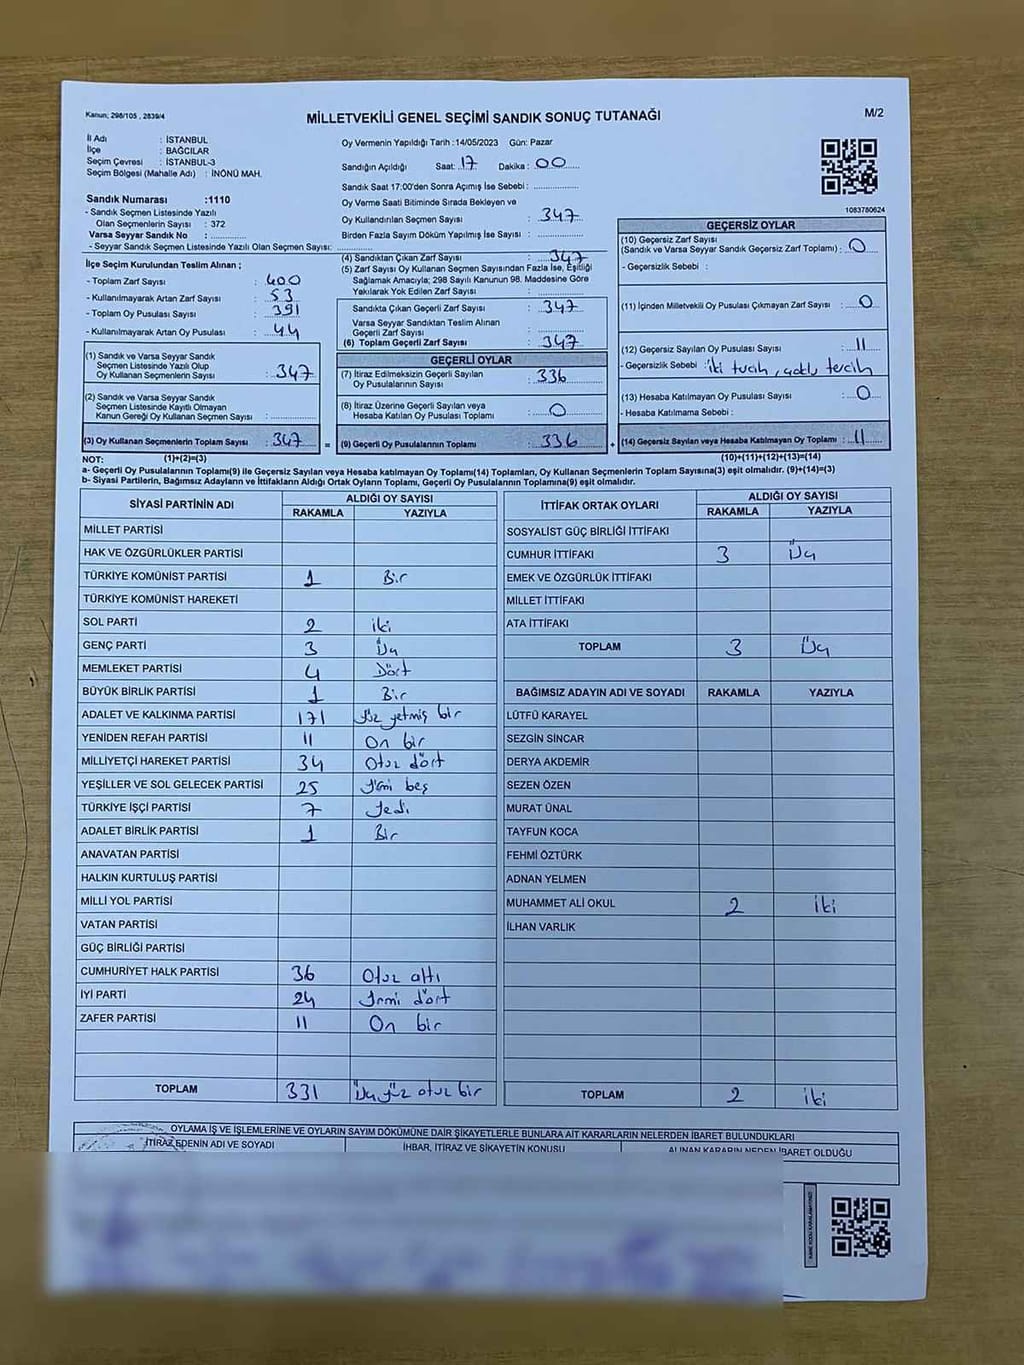 Kanun; 298/105 , 2839/4
MİLLETVEKİLİ GENEL SEÇİMİ SANDIK SONUÇ TUTANAĞI
M/2
İl Adı : İSTANBUL
İlçe : BAĞCILAR
Seçim Çevresi : İSTANBUL-3
Seçim Bölgesi (Mahalle Adı) : İNÖNÜ MAH.
Sandık Numarası :1110
- Sandık Seçmen Listesinde Yazılı
Olan Seçmenlerin Sayısı : 372
Varsa Seyyar Sandık No :
- Seyyar Sandık Seçmen Listesinde Yazılı Olan Seçmen Sayısı:
Oy Vermenin Yapıldığı Tarih :14/05/2023 Gün: Pazar
Sandığın Açıldığı Saat: 17 Dakika: 00
Sandık Saat 17:00'den Sonra Açımış İse Sebebi :
Oy Verme Saati Bitiminde Sırada Bekleyen ve
Oy Kullandırılan Seçmen Sayısı : 347
Birden Fazla Sayım Döküm Yapılmış İse Sayısı :
1083780624
İlçe Seçim Kurulundan Teslim Alınan ;
- Toplam Zarf Sayısı : 400
- Kullanılmayarak Artan Zarf Sayısı : 53
- Toplam Oy Pusulası Sayısı : 391
- Kullanılmayarak Artan Oy Pusulası : 44
(1) Sandık ve Varsa Seyyar Sandık
Seçmen Listesinde Yazılı Olup
Oy Kullanan Seçmenlerin Sayısı : 347
(2) Sandık ve Varsa Seyyar Sandık
Seçmen Listesinde Kayıtlı Olmayan
Kanun Gereği Oy Kullanan Seçmen Sayısı :
(3) Oy Kullanan Seçmenlerin Toplam Sayısı : 347 =
(1)+(2)=(3)
(4) Sandıktan Çıkan Zarf Sayısı : 347
(5) Zarf Sayısı Oy Kullanan Seçmen Sayısından Fazla İse, Eşitliği
Sağlamak Amacıyla; 298 Sayılı Kanunun 98. Maddesine Göre
Yakılarak Yok Edilen Zarf Sayısı :
Sandıkta Çıkan Geçerli Zarf Sayısı : 347
Varsa Seyyar Sandıktan Teslim Alınan
Geçerli Zarf Sayısı :
(6) Toplam Geçerli Zarf Sayısı : 347
GEÇERLİ OYLAR
(7) İtiraz Edilmeksizin Geçerli Sayılan
Oy Pusulalarının Sayısı : 336
(8) İtiraz Üzerine Geçerli Sayılan veya
Hesaba Katılan Oy Pusulası Toplamı : 0
(9) Geçerli Oy Pusulalarının Toplamı : 336 +
GEÇERSİZ OYLAR
(10) Geçersiz Zarf Sayısı
(Sandık ve Varsa Seyyar Sandık Geçersiz Zarf Toplamı) : 0
- Geçersizlik Sebebi :
(11) İçinden Milletvekili Oy Pusulası Çıkmayan Zarf Sayısı : 0
(12) Geçersiz Sayılan Oy Pusulası Sayısı : 11
- Geçersizlik Sebebi : iki tercih, çoklu tercih
(13) Hesaba Katılmayan Oy Pusulası Sayısı : 0
- Hesaba Katılmama Sebebi :
(14) Geçersiz Sayılan veya Hesaba Katılmayan Oy Toplamı : 11
(10)+(11)+(12)+(13)=(14)
NOT:
a- Geçerli Oy Pusulalarının Toplamı(9) ile Geçersiz Sayılan veya Hesaba katılmayan Oy Toplamı(14) Toplamları, Oy Kullanan Seçmenlerin Toplam Sayısına(3) eşit olmalıdır. (9)+(14)=(3)
b- Siyasi Partilerin, Bağımsız Adayların ve İttifakların Aldığı Oyların Toplamı, Geçerli Oy Pusulalarının Toplamına(9) eşit olmalıdır.
SİYASİ PARTİNİN ADI ALDIĞI OY SAYISI
RAKAMLA YAZIYLA
MİLLET PARTİSİ
HAK VE ÖZGÜRLÜKLER PARTİSİ
TÜRKİYE KOMÜNİST PARTİSİ 1 Bir
TÜRKİYE KOMÜNİST HAREKETİ
SOL PARTİ 2 iki
GENÇ PARTİ 3 Üç
MEMLEKET PARTİSİ 4 Dört
BÜYÜK BİRLİK PARTİSİ 1 Bir
ADALET VE KALKINMA PARTİSİ 171 Yüz yetmiş bir
YENİDEN REFAH PARTİSİ 11 On bir
MİLLİYETÇİ HAREKET PARTİSİ 34 Otuz dört
YEŞİLLER VE SOL GELECEK PARTİSİ 25 Yirmi beş
TÜRKİYE İŞÇİ PARTİSİ 7 Yedi
ADALET BİRLİK PARTİSİ 1 Bir
ANAVATAN PARTİSİ
HALKIN KURTULUŞ PARTİSİ
MİLLİ YOL PARTİSİ
VATAN PARTİSİ
GÜÇ BİRLİĞİ PARTİSİ
CUMHURİYET HALK PARTİSİ 36 Otuz altı
İYİ PARTİ 24 Yirmi dört
ZAFER PARTİSİ 11 On bir
TOPLAM 331 Üç yüz otuz bir
İTTİFAK ORTAK OYLARI ALDIĞI OY SAYISI
RAKAMLA YAZIYLA
SOSYALİST GÜÇ BİRLİĞİ İTTİFAKI
CUMHUR İTTİFAKI 3 Üç
EMEK VE ÖZGÜRLÜK İTTİFAKI
MİLLET İTTİFAKI
ATA İTTİFAKI
TOPLAM 3 Üç
BAĞIMSIZ ADAYIN ADI VE SOYADI RAKAMLA YAZIYLA
LÜTFÜ KARAYEL
SEZGİN SİNCAR
DERYA AKDEMİR
SEZEN ÖZEN
MURAT ÜNAL
TAYFUN KOCA
FEHMİ ÖZTÜRK
ADNAN YELMEN
MUHAMMET ALİ OKUL 2 iki
İLHAN VARLIK
TOPLAM 2 iki
OYLAMA İŞ VE İŞLEMLERİNE VE OYLARIN SAYIM DÖKÜMÜNE DAİR ŞİKAYETLERLE BUNLARA AİT KARARLARIN NELERDEN İBARET BULUNDUKLARI
İTİRAZ EDENİN ADI VE SOYADI İHBAR, İTİRAZ VE ŞİKAYETİN KONUSU ALINAN KARARIN NEDEN İBARET OLDUĞU